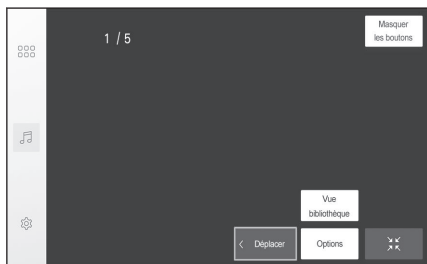 1 / 5
Masquer
les boutons
Vue
bibliothèque
Déplacer
Options